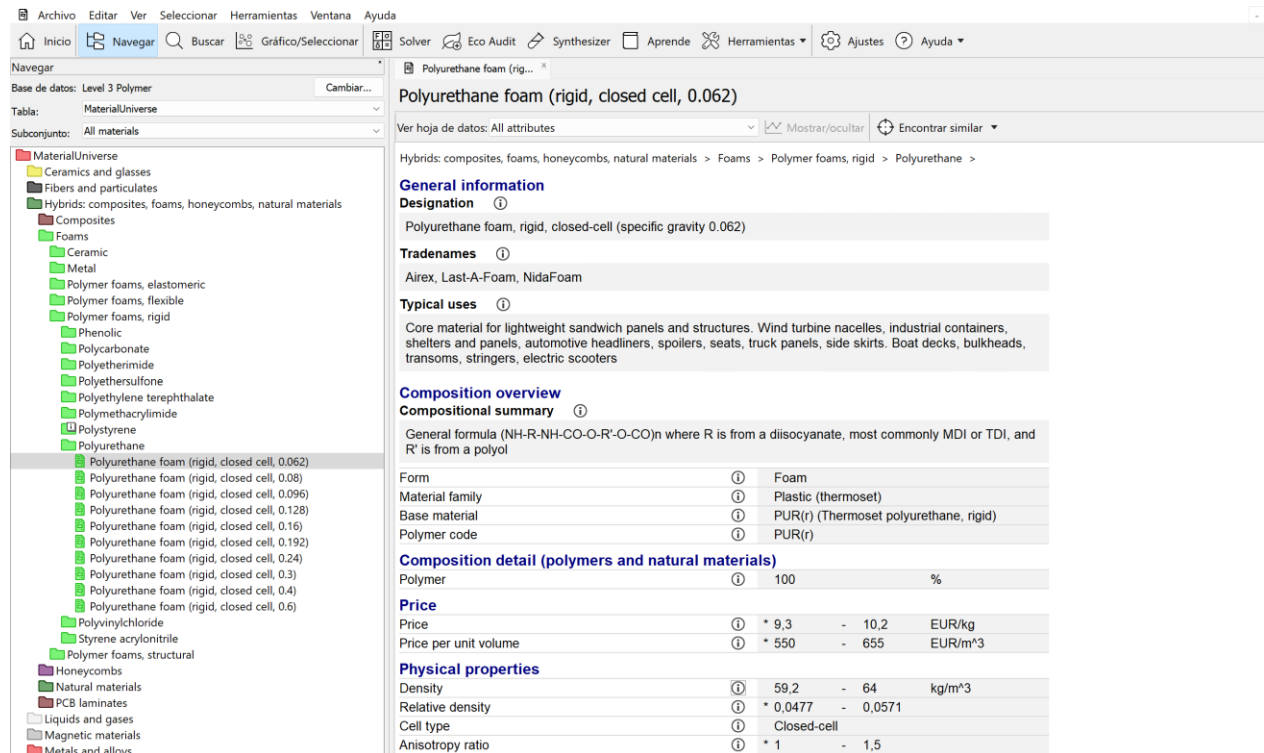 Archivo Editar Ver Seleccionar Herramientas Ventana Ayuda
Inicio Navegar Buscar Gráfico/Seleccionar Solver Eco Audit Synthesizer Aprende Herramientas Ajustes Ayuda
Navegar
Base de datos: Level 3 Polymer Cambiar...
Tabla: MaterialUniverse
Subconjunto: All materials
MaterialUniverse
Ceramics and glasses
Fibers and particulates
Hybrids: composites, foams, honeycombs, natural materials
Composites
Foams
Ceramic
Metal
Polymer foams, elastomeric
Polymer foams, flexible
Polymer foams, rigid
Phenolic
Polycarbonate
Polyetherimide
Polyethersulfone
Polyethylene terephthalate
Polymethacrylimide
Polystyrene
Polyurethane
Polyurethane foam (rigid, closed cell, 0.062)
Polyurethane foam (rigid, closed cell, 0.08)
Polyurethane foam (rigid, closed cell, 0.096)
Polyurethane foam (rigid, closed cell, 0.128)
Polyurethane foam (rigid, closed cell, 0.16)
Polyurethane foam (rigid, closed cell, 0.192)
Polyurethane foam (rigid, closed cell, 0.24)
Polyurethane foam (rigid, closed cell, 0.3)
Polyurethane foam (rigid, closed cell, 0.4)
Polyurethane foam (rigid, closed cell, 0.6)
Polyvinylchloride
Styrene acrylonitrile
Polymer foams, structural
Honeycombs
Natural materials
PCB laminates
Liquids and gases
Magnetic materials
Metals and alloys
Polyurethane foam (rig... ×
Polyurethane foam (rigid, closed cell, 0.062)
Ver hoja de datos: All attributes Mostrar/ocultar Encontrar similar
Hybrids: composites, foams, honeycombs, natural materials > Foams > Polymer foams, rigid > Polyurethane >
General information
Designation
Polyurethane foam, rigid, closed-cell (specific gravity 0.062)
Tradenames
Airex, Last-A-Foam, NidaFoam
Typical uses
Core material for lightweight sandwich panels and structures. Wind turbine nacelles, industrial containers,
shelters and panels, automotive headliners, spoilers, seats, truck panels, side skirts. Boat decks, bulkheads,
transoms, stringers, electric scooters
Composition overview
Compositional summary
General formula (NH-R-NH-CO-O-R'-O-CO)n where R is from a diisocyanate, most commonly MDI or TDI, and
R' is from a polyol
Form Foam
Material family Plastic (thermoset)
Base material PUR(r) (Thermoset polyurethane, rigid)
Polymer code PUR(r)
Composition detail (polymers and natural materials)
Polymer 100 %
Price
Price * 9,3 - 10,2 EUR/kg
Price per unit volume * 550 - 655 EUR/m^3
Physical properties
Density 59,2 - 64 kg/m^3
Relative density * 0,0477 - 0,0571
Cell type Closed-cell
Anisotropy ratio * 1 - 1,5